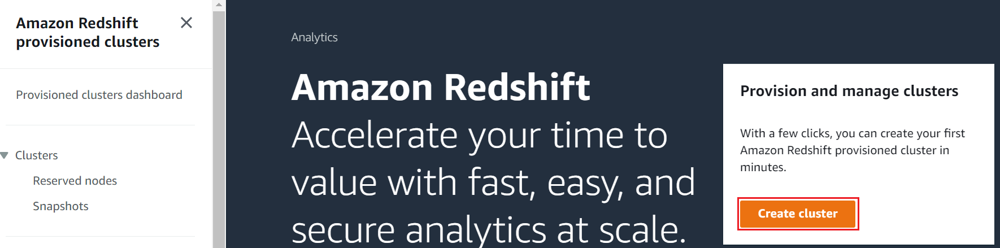 Amazon Redshift
provisioned clusters
Provisioned clusters dashboard
Clusters
Reserved nodes
Snapshots
Analytics
Amazon Redshift
Accelerate your time to
value with fast, easy, and
secure analytics at scale.
Provision and manage clusters
With a few clicks, you can create your first
Amazon Redshift provisioned cluster in
minutes.
Create cluster